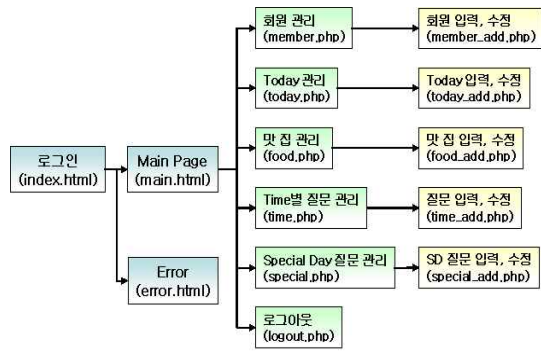 회원 관리
(member.php)
회원 입력, 수정
(member_add.php)
Today 관리
(today.php)
Today 입력, 수정
(today_add.php)
맛 집 관리
(food.php)
맛 집 입력, 수정
(food_add.php)
로그인
(index.html)
Main Page
(main.html)
Time별 질문 관리
(time.php)
질문 입력, 수정
(time_add.php)
Error
(error.html)
Special Day 질문 관리
(special.php)
SD 질문 입력, 수정
(special_add.php)
로그아웃
(logout.php)